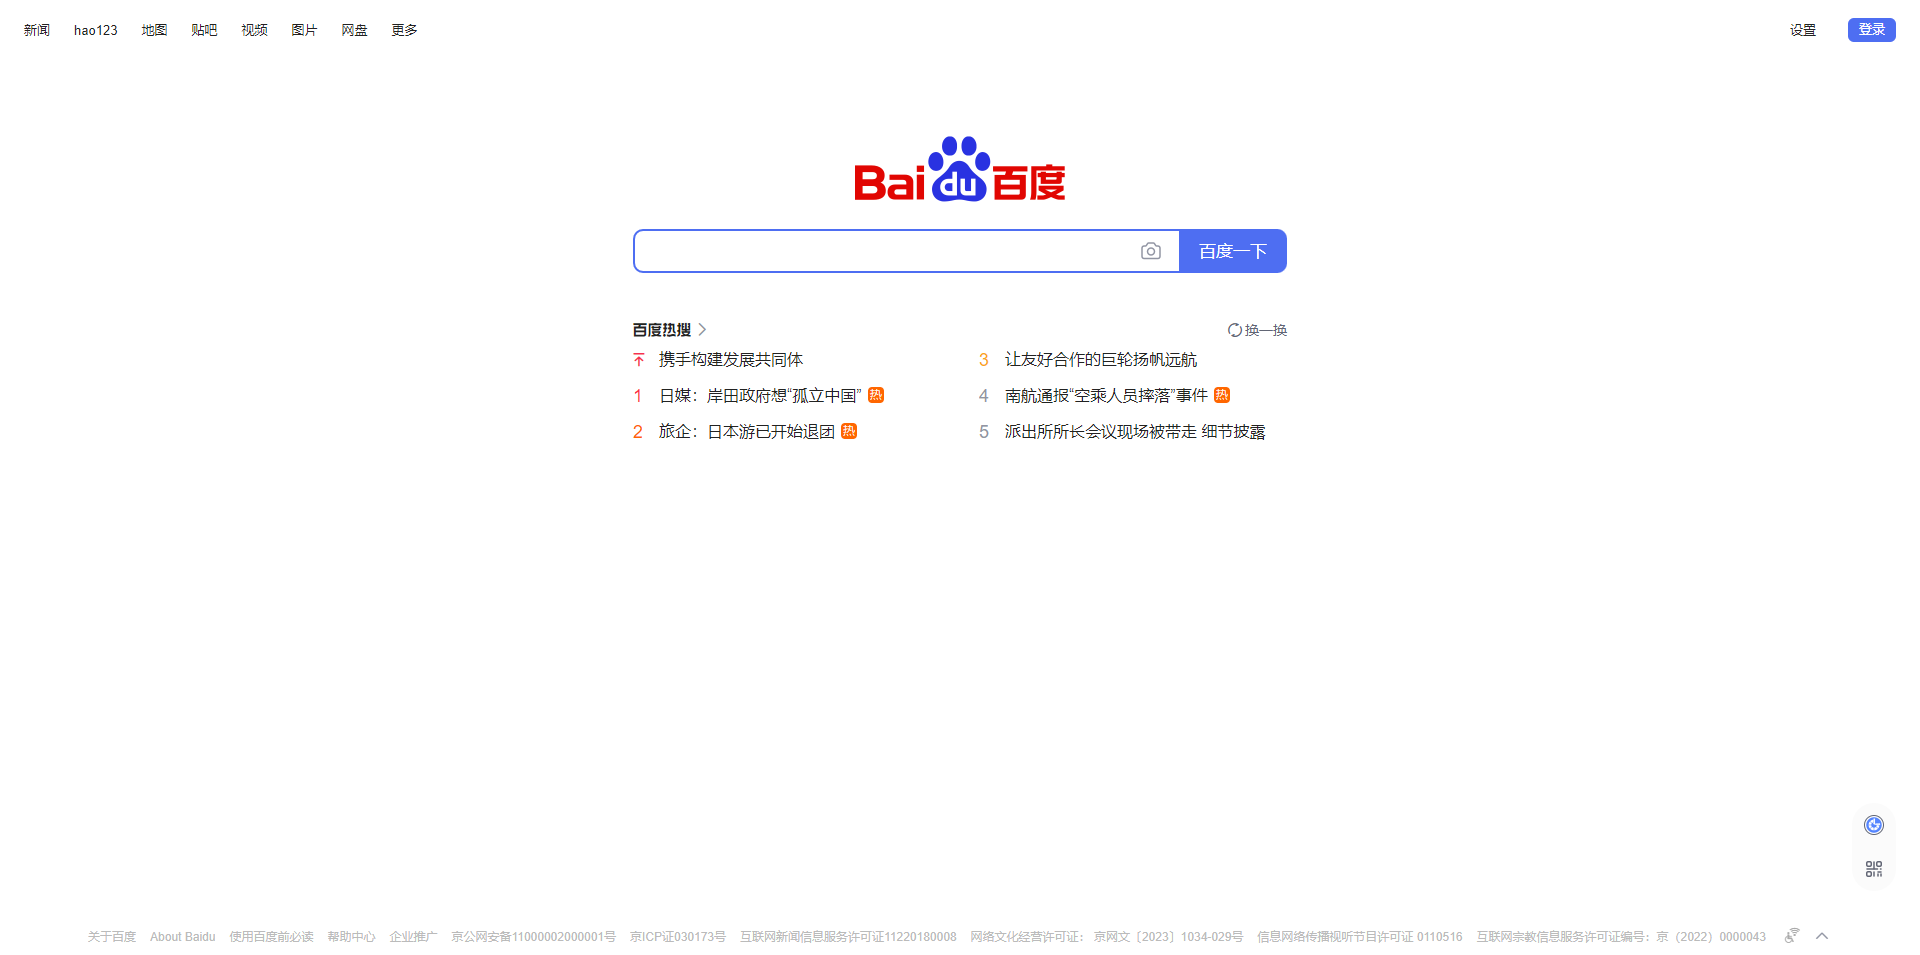 新闻 hao123 地图 贴吧 视频 图片 网盘 更多 设置 登录
Bai du 百度
百度一下
百度热搜 换一换
携手构建发展共同体
1 日媒：岸田政府想“孤立中国” 热
2 旅企：日本游已开始退团 热
3 让友好合作的巨轮扬帆远航
4 南航通报“空乘人员摔落”事件 热
5 派出所所长会议现场被带走 细节披露
关于百度 About Baidu 使用百度前必读 帮助中心 企业推广 京公网安备11000002000001号 京ICP证030173号 互联网新闻信息服务许可证11220180008 网络文化经营许可证： 京网文〔2023〕1034-029号 信息网络传播视听节目许可证 0110516 互联网宗教信息服务许可证编号：京（2022）0000043